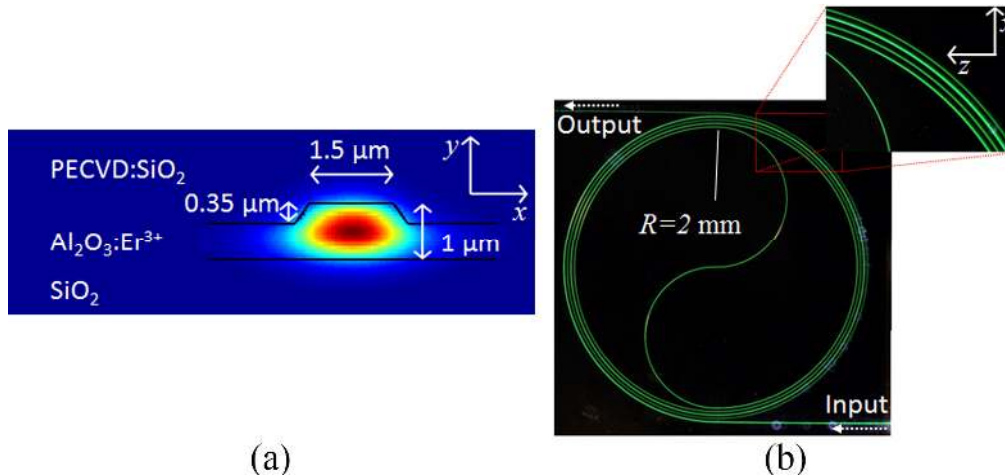 PECVD:SiO₂
1.5 μm
y
x
0.35 μm
Al₂O₃:Er³⁺
1 μm
SiO₂
(a)
z
Output
R=2 mm
Input
(b)